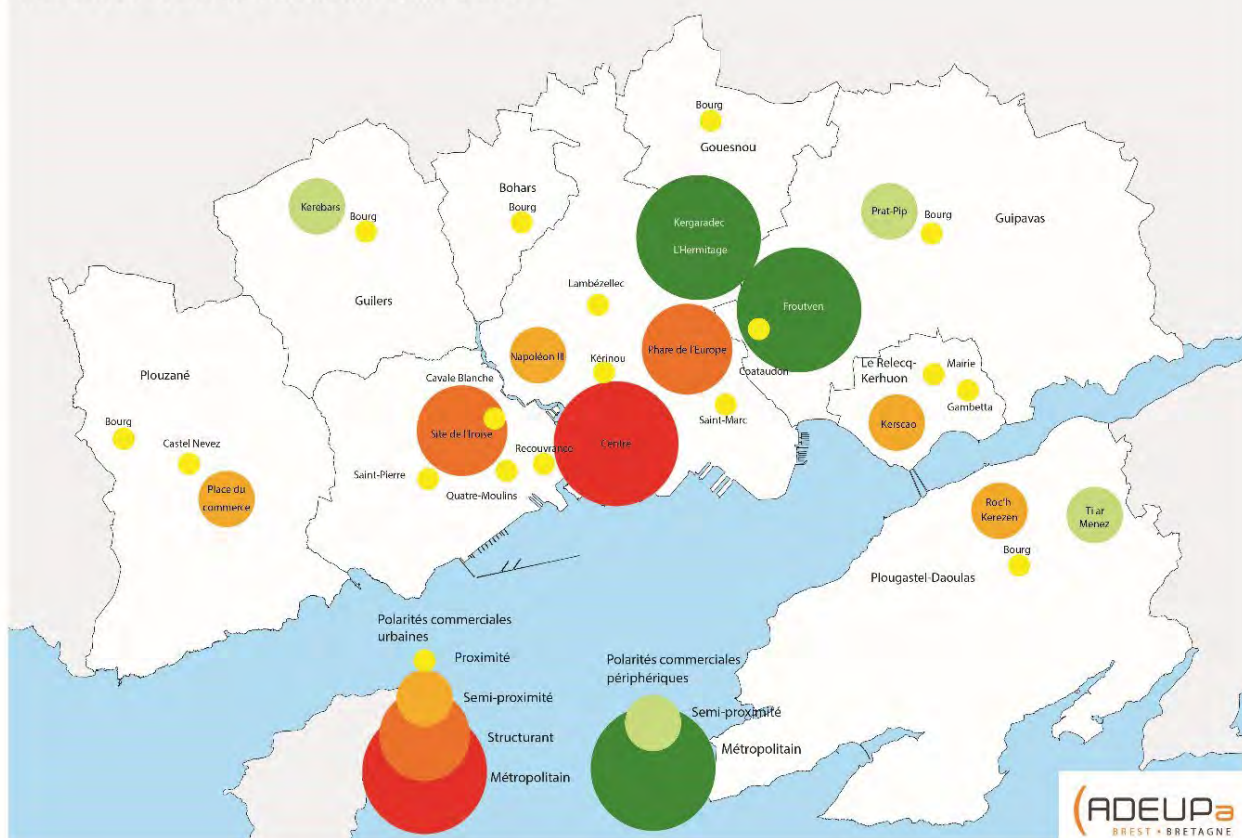 Bourg
Gouesnou
Bohars
Bourg
Kerebars
Bourg
Guilers
Kergaradec
L'Hermitage
Prat-Pip
Bourg
Guipavas
Lambézellec
Froutven
Napoléon III
Kérinou
Phare de l'Europe
Coataudon
Le Relecq-
Kerhuon
Mairie
Gambetta
Plouzané
Cavale Blanche
Saint-Marc
Kerscao
Bourg
Castel Nevez
Site de l'Iroise
Centre
Recouvrance
Saint-Pierre
Quatre-Moulins
Place du
commerce
Roc'h
Kerezen
Ti ar
Menez
Bourg
Plougastel-Daoulas
Polarités commerciales
urbaines
Proximité
Semi-proximité
Structurant
Métropolitain
Polarités commerciales
périphériques
Semi-proximité
Métropolitain
ADEUPa
BREST • BRETAGNE